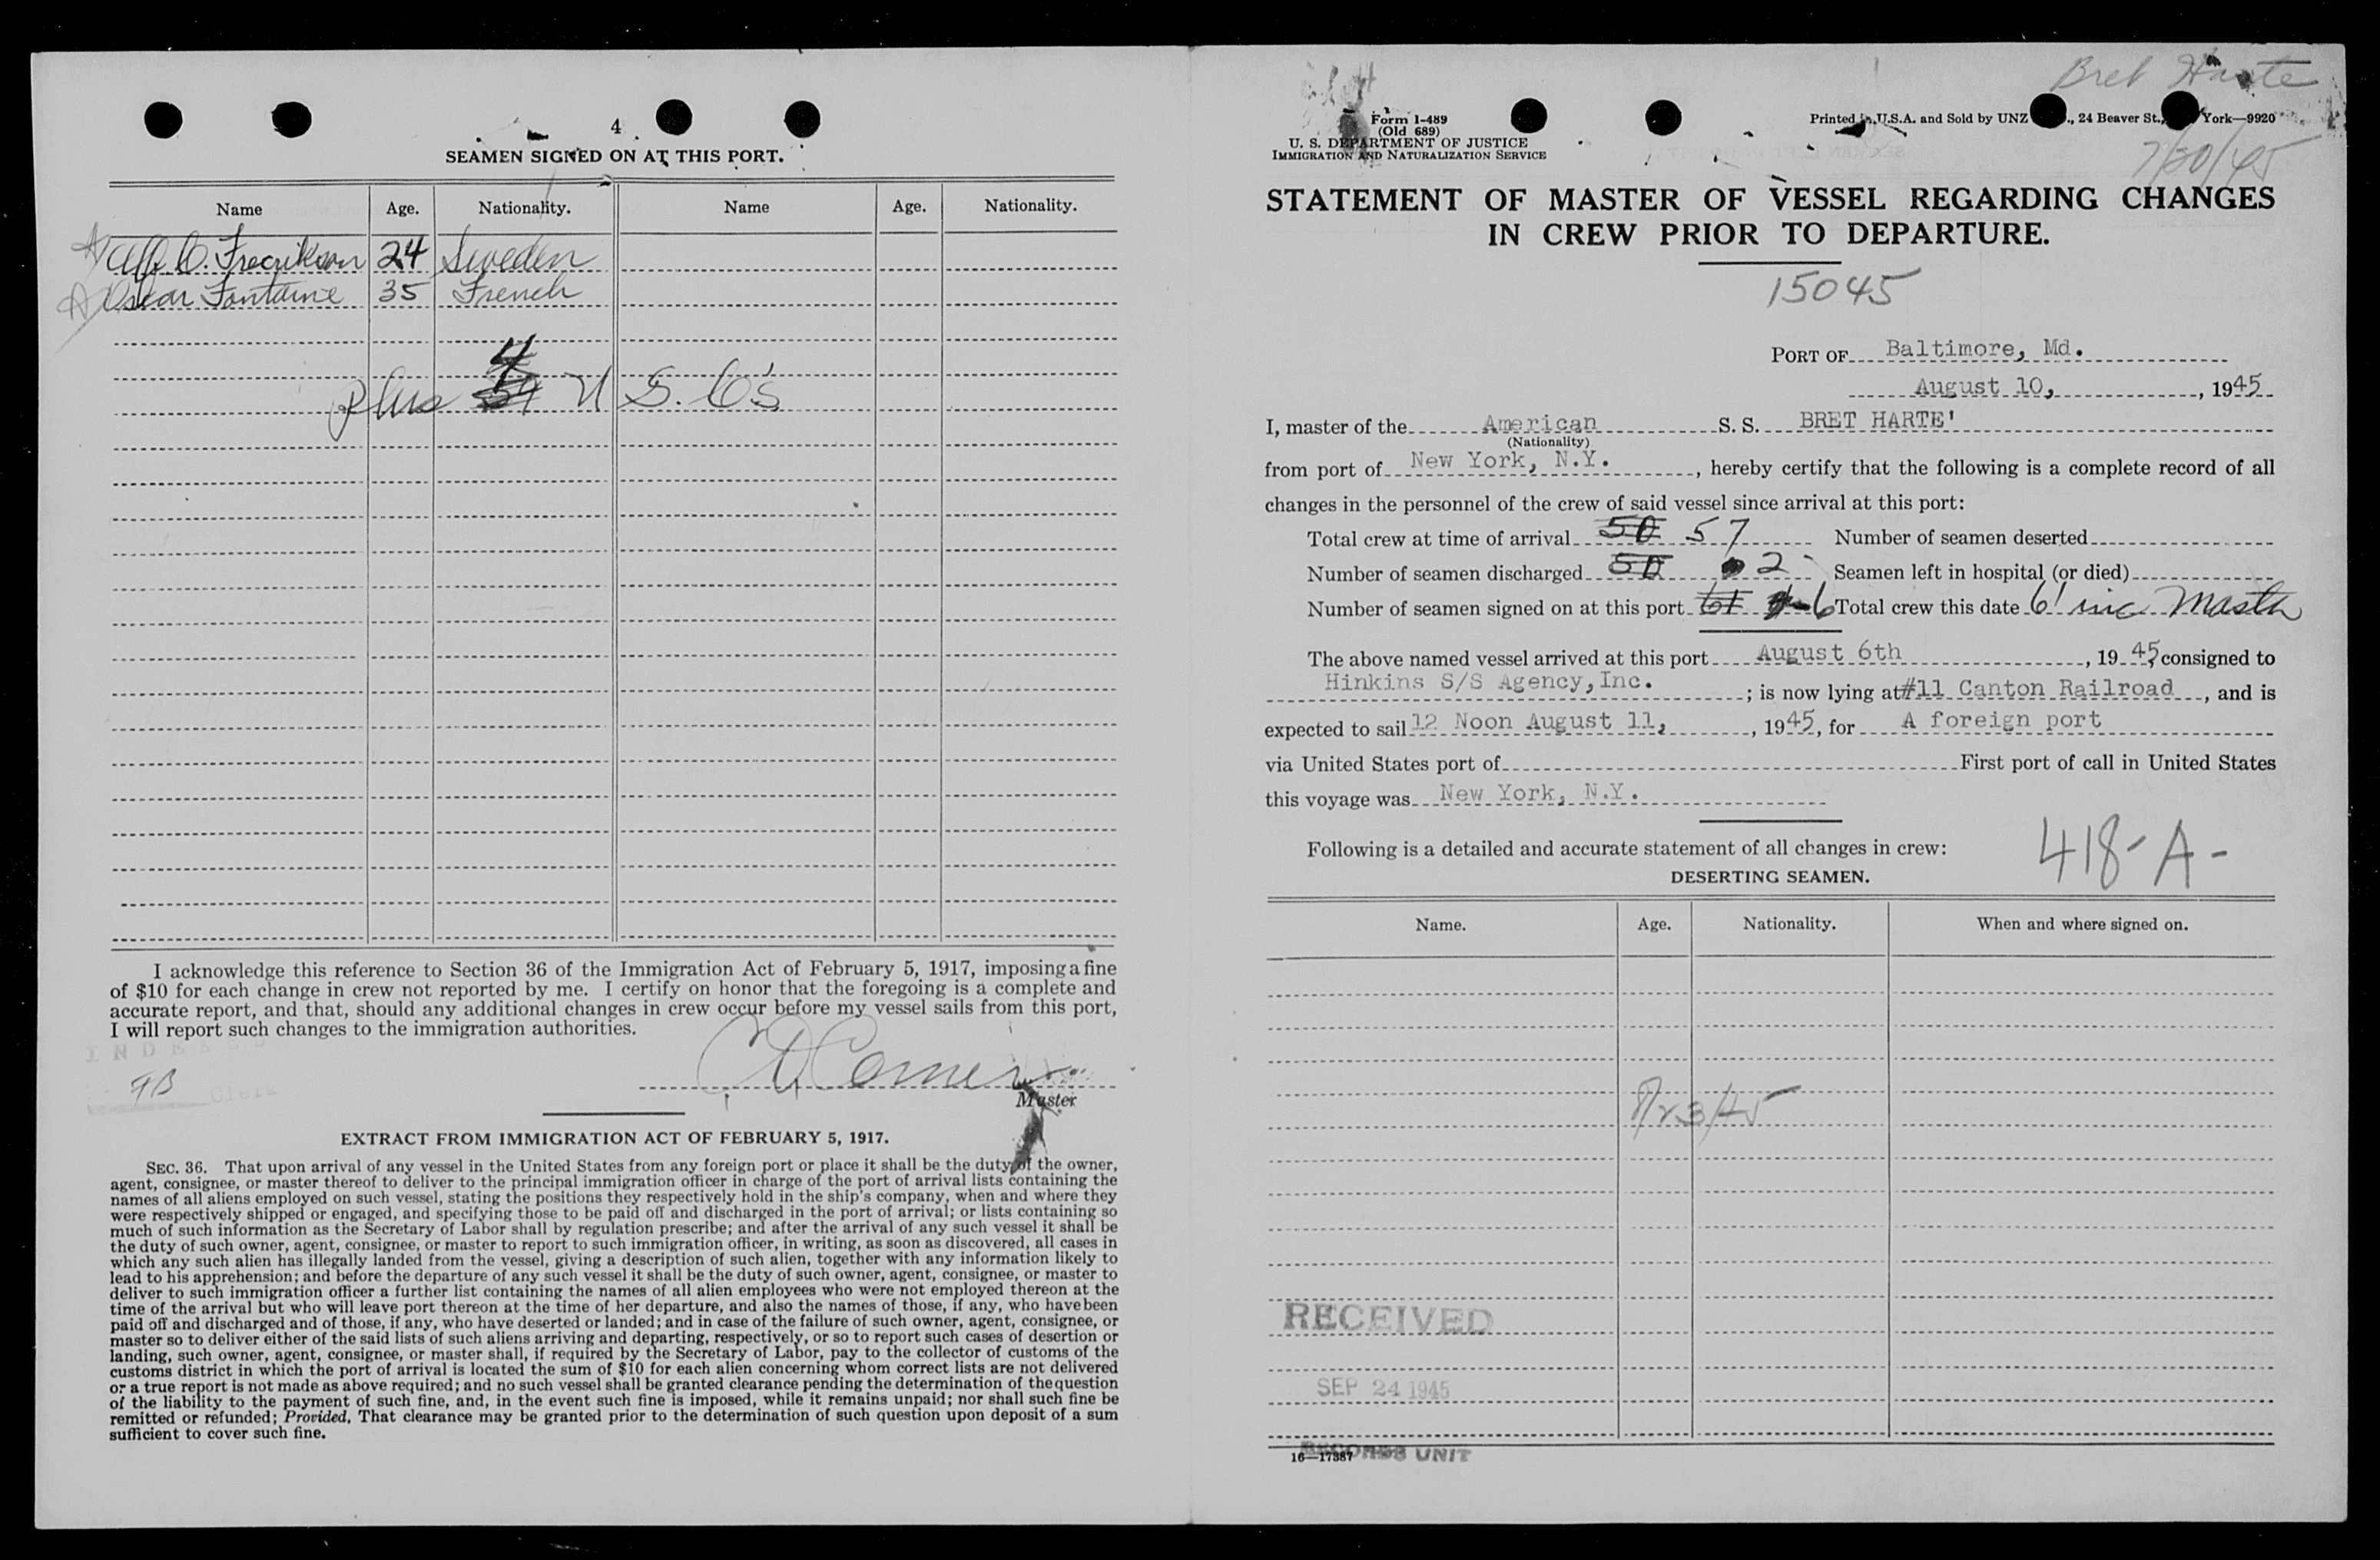 4
SEAMEN SIGNED ON AT THIS PORT.
Name Age. Nationality. Name Age. Nationality.
24 Sweden
Oscar Fontaine 35 French
plus 4 U S. C's
I acknowledge this reference to Section 36 of the Immigration Act of February 5, 1917, imposing a fine
of $10 for each change in crew not reported by me. I certify on honor that the foregoing is a complete and
accurate report, and that, should any additional changes in crew occur before my vessel sails from this port,
I will report such changes to the immigration authorities.
Clerk
Master
EXTRACT FROM IMMIGRATION ACT OF FEBRUARY 5, 1917.
SEC. 36. That upon arrival of any vessel in the United States from any foreign port or place it shall be the duty of the owner,
agent, consignee, or master thereof to deliver to the principal immigration officer in charge of the port of arrival lists containing the
names of all aliens employed on such vessel, stating the positions they respectively hold in the ship's company, when and where they
were respectively shipped or engaged, and specifying those to be paid off and discharged in the port of arrival; or lists containing so
much of such information as the Secretary of Labor shall by regulation prescribe; and after the arrival of any such vessel it shall be
the duty of such owner, agent, consignee, or master to report to such immigration officer, in writing, as soon as discovered, all cases in
which any such alien has illegally landed from the vessel, giving a description of such alien, together with any information likely to
lead to his apprehension; and before the departure of any such vessel it shall be the duty of such owner, agent, consignee, or master to
deliver to such immigration officer a further list containing the names of all alien employees who were not employed thereon at the
time of the arrival but who will leave port thereon at the time of her departure, and also the names of those, if any, who have been
paid off and discharged and of those, if any, who have deserted or landed; and in case of the failure of such owner, agent, consignee, or
master so to deliver either of the said lists of such aliens arriving and departing, respectively, or so to report such cases of desertion or
landing, such owner, agent, consignee, or master shall, if required by the Secretary of Labor, pay to the collector of customs of the
customs district in which the port of arrival is located the sum of $10 for each alien concerning whom correct lists are not delivered
or a true report is not made as above required; and no such vessel shall be granted clearance pending the determination of the question
of the liability to the payment of such fine, and, in the event such fine is imposed, while it remains unpaid; nor shall such fine be
remitted or refunded; Provided, That clearance may be granted prior to the determination of such question upon deposit of a sum
sufficient to cover such fine.
Bret Harte
Form I-489
(Old 689)
U. S. DEPARTMENT OF JUSTICE
IMMIGRATION AND NATURALIZATION SERVICE
Printed in U.S.A. and Sold by UNZ ., 24 Beaver St., York—9920
7/30/45
STATEMENT OF MASTER OF VESSEL REGARDING CHANGES
IN CREW PRIOR TO DEPARTURE.
15045
PORT OF Baltimore, Md.
August 10, , 1945
I, master of the American S. S. BRET HARTE'
(Nationality)
from port of New York, N.Y. , hereby certify that the following is a complete record of all
changes in the personnel of the crew of said vessel since arrival at this port:
Total crew at time of arrival 50 57 Number of seamen deserted
Number of seamen discharged 50 2 Seamen left in hospital (or died)
Number of seamen signed on at this port 61 6 Total crew this date 61 inc Master
The above named vessel arrived at this port August 6th , 19 45, consigned to
Hinkins S/S Agency, Inc. ; is now lying at #11 Canton Railroad , and is
expected to sail 12 Noon August 11, , 1945, for A foreign port
via United States port of First port of call in United States
this voyage was New York, N.Y.
Following is a detailed and accurate statement of all changes in crew:
418-A-
DESERTING SEAMEN.
Name. Age. Nationality. When and where signed on.
RECEIVED
SEP 24 1945
RECORDS UNIT
16—17387